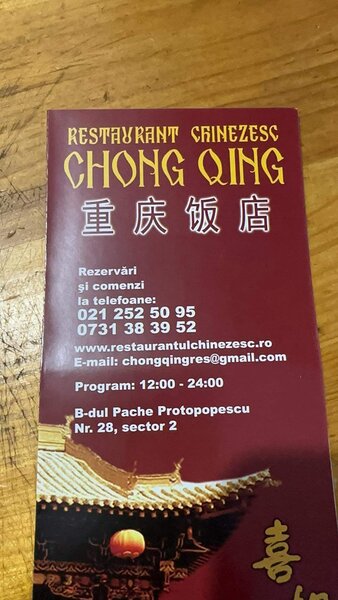 RESTAURANT CHINEZESC
CHONG QING
重庆饭店
Rezervări
şi comenzi
la telefoane:
021 252 50 95
0731 38 39 52
www.restaurantulchinezesc.ro
E-mail: chongqingres@gmail.com
Program: 12:00 - 24:00
B-dul Pache Protopopescu
Nr. 28, sector 2
喜